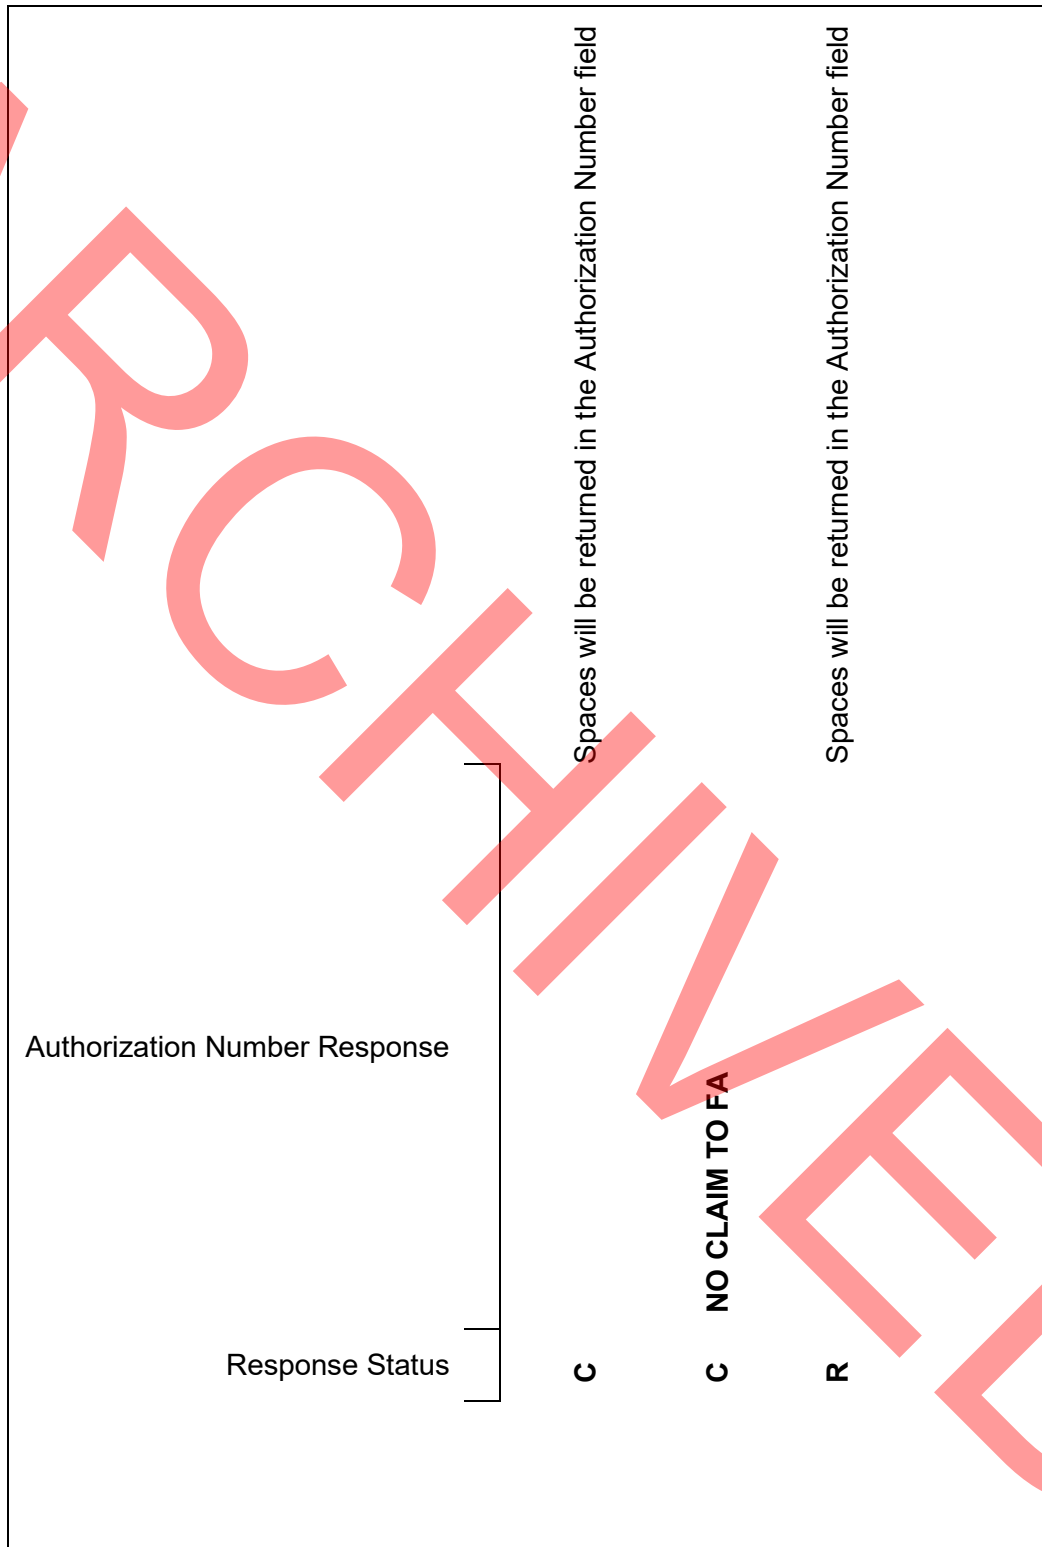 Authorization Number Response
Response Status
C Spaces will be returned in the Authorization Number field
C NO CLAIM TO FA
R Spaces will be returned in the Authorization Number field
ARCHIVED